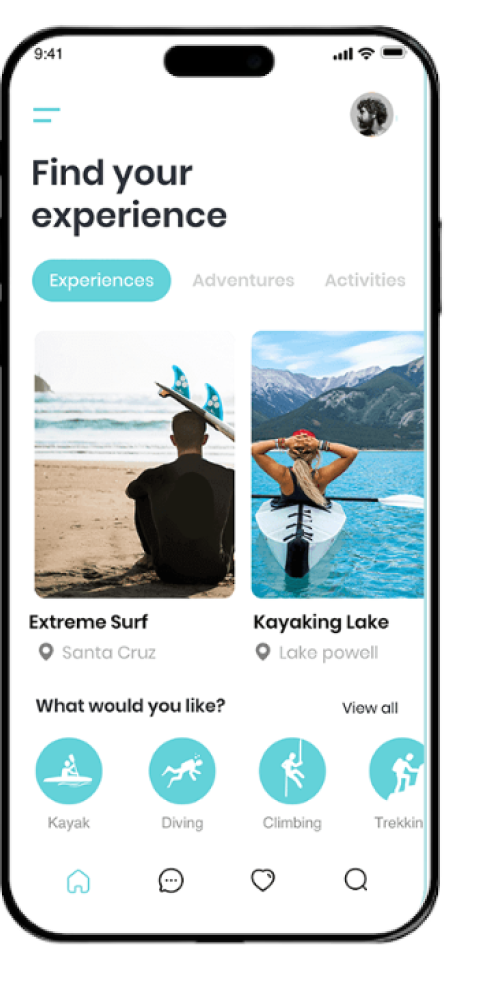 9:41
Find your
experience
Experiences Adventures Activities
Extreme Surf Kayaking Lake
Santa Cruz Lake powell
What would you like? View all
Kayak Diving Climbing Trekkin